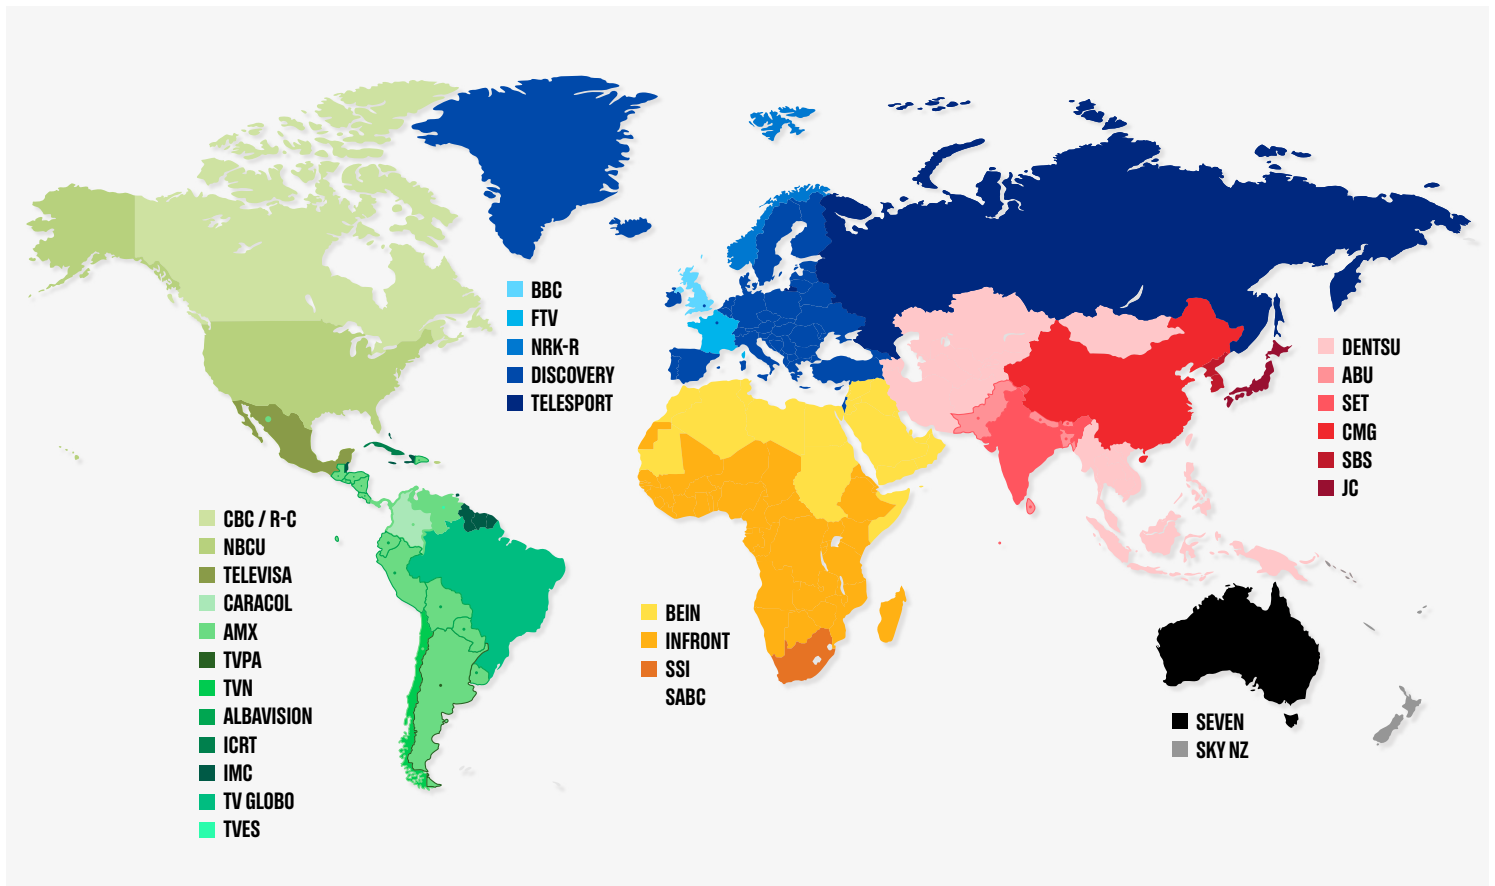 BBC
FTV
NRK-R
DISCOVERY
TELESPORT
DENTSU
ABU
SET
CMG
SBS
JC
CBC / R-C
NBCU
TELEVISA
CARACOL
AMX
TVPA
TVN
ALBAVISION
ICRT
IMC
TV GLOBO
TVES
BEIN
INFRONT
SSI
SABC
SEVEN
SKY NZ